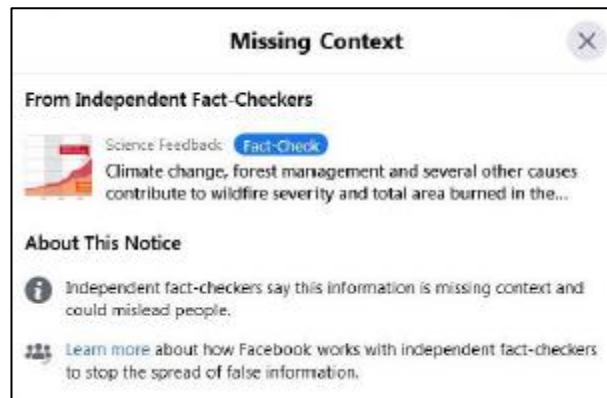 Missing Context
From Independent Fact-Checkers
Science Feedback Fact-Check
Climate change, forest management and several other causes
contribute to wildfire severity and total area burned in the...
About This Notice
Independent fact-checkers say this information is missing context and
could mislead people.
Learn more about how Facebook works with independent fact-checkers
to stop the spread of false information.